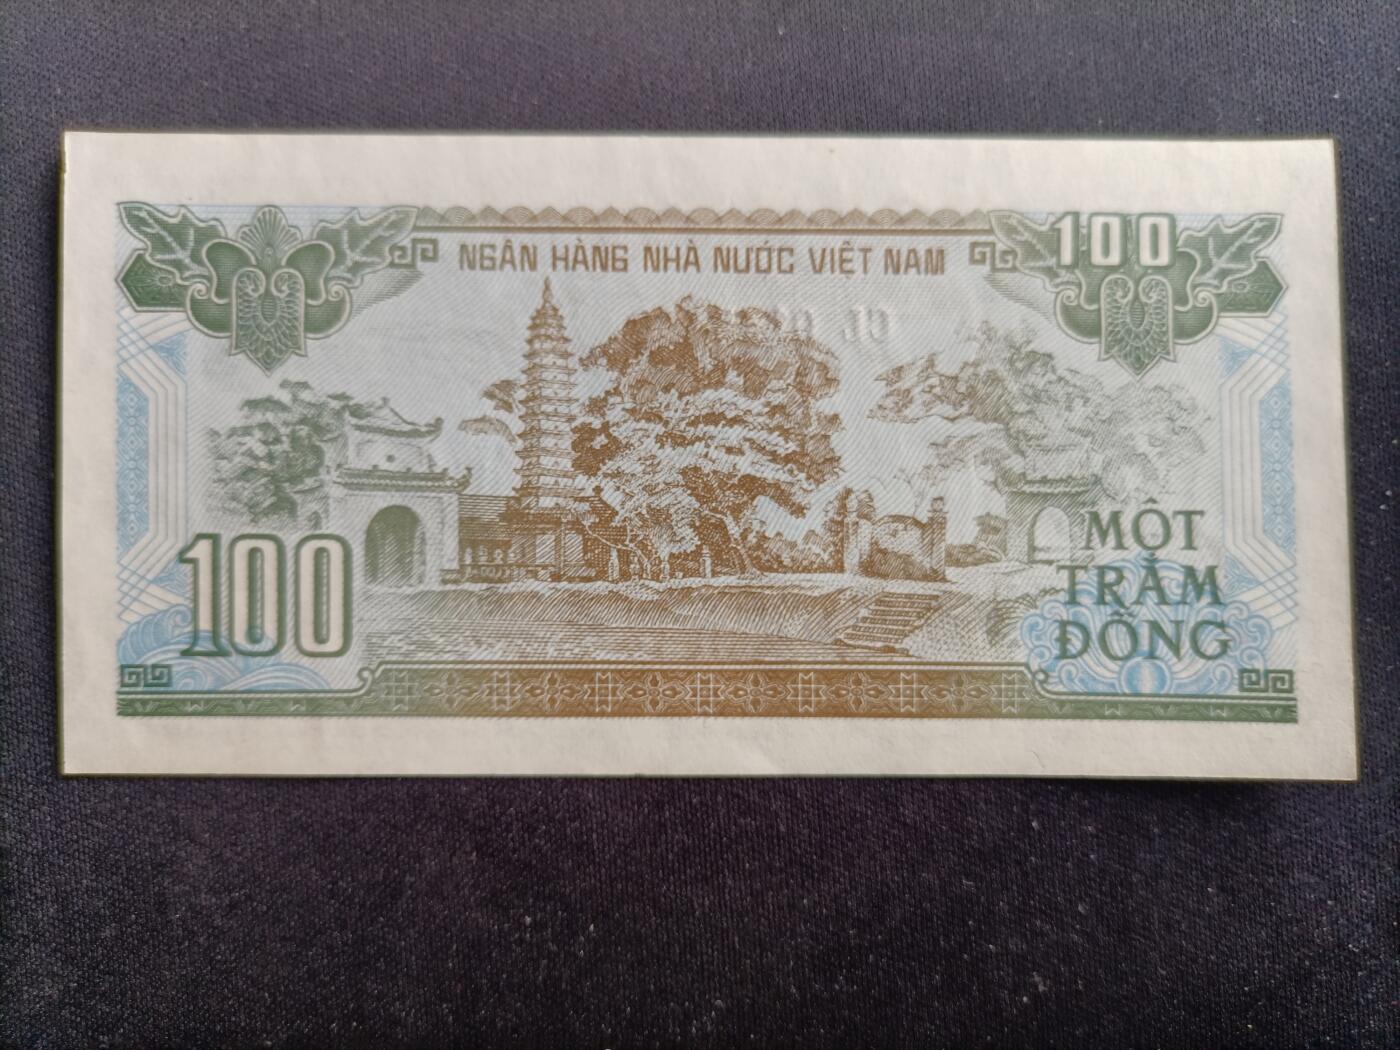 100
NGÂN HÀNG NHÀ NƯỚC VIỆT NAM
100
MỘT
TRĂM
ĐỒNG